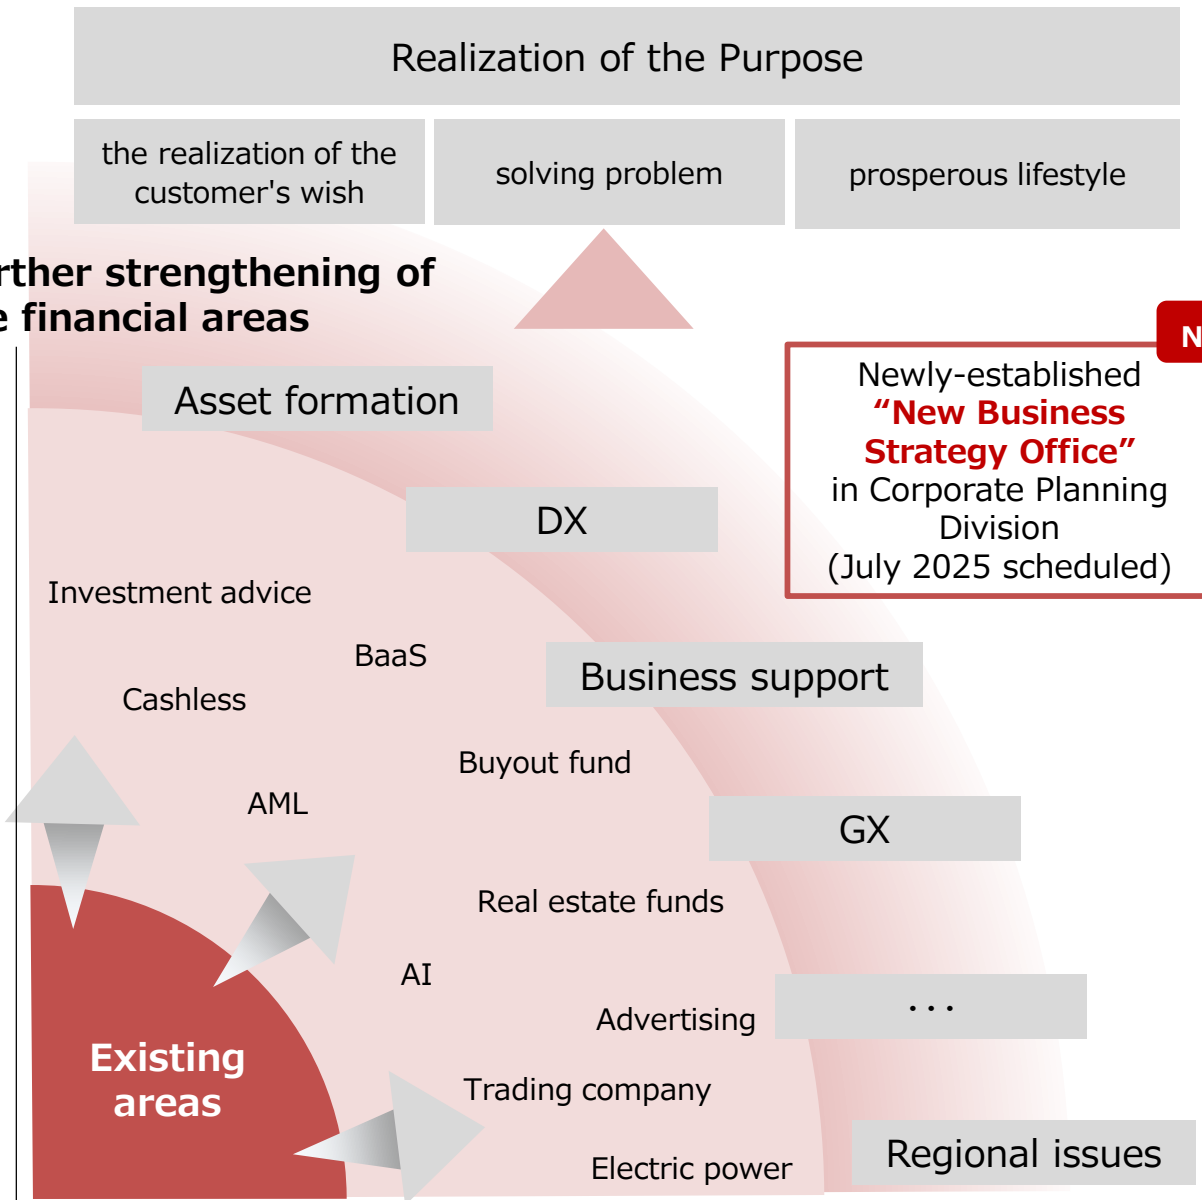 Realization of the Purpose
the realization of the
customer's wish
solving problem
prosperous lifestyle
strengthening of
financial areas
Asset formation
Newly-established
“New Business
Strategy Office”
in Corporate Planning
Division
(July 2025 scheduled)
DX
Investment advice
BaaS
Business support
Cashless
Buyout fund
AML
GX
Real estate funds
AI
...
Advertising
Existing
areas
Trading company
Regional issues
Electric power